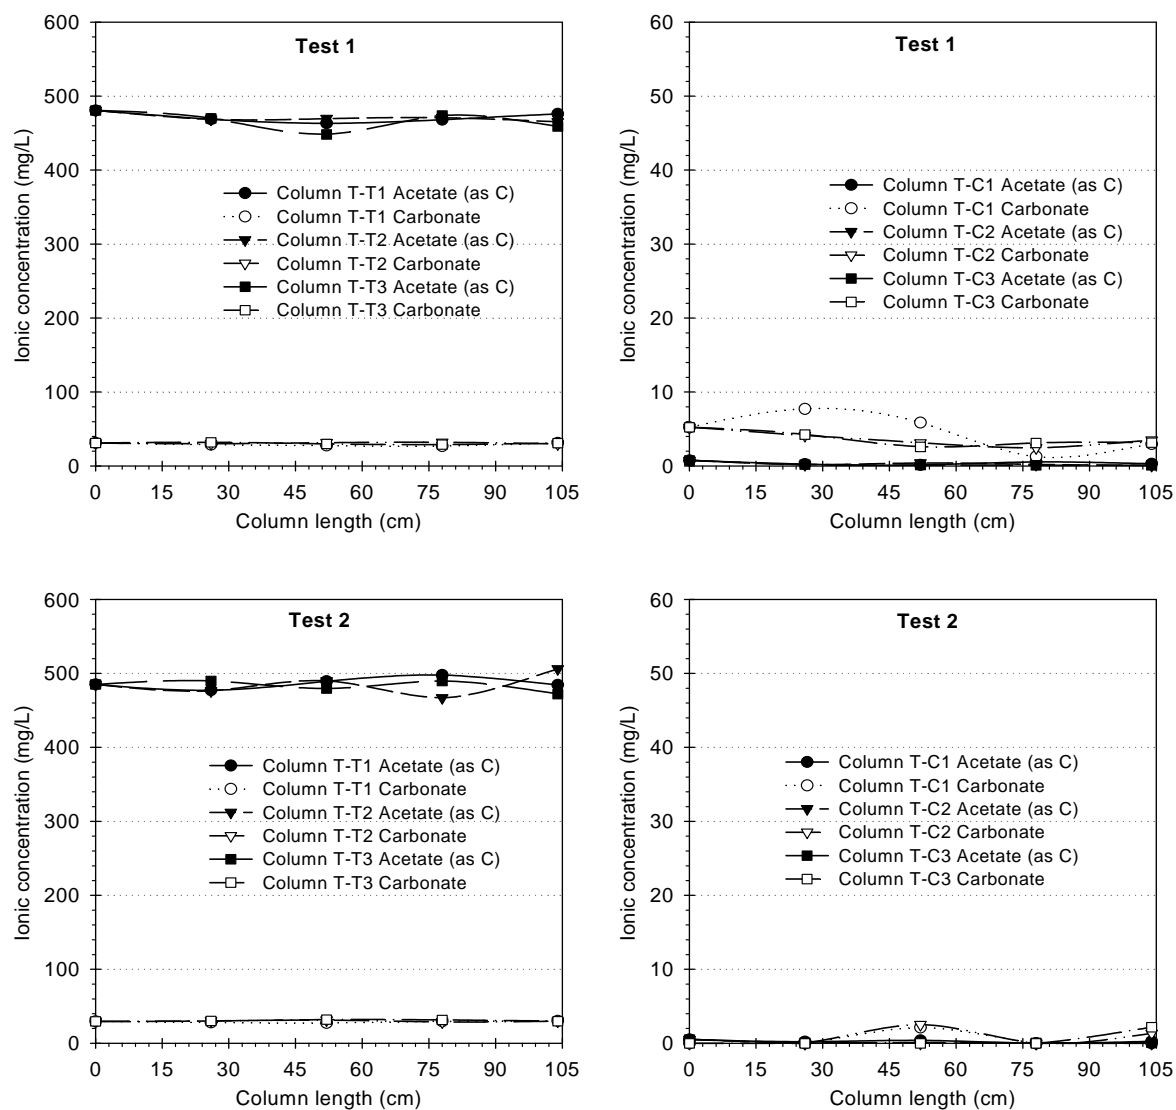 Test 1
Ionic concentration (mg/L)
600
500
400
300
200
100
0
Column T-T1 Acetate (as C)
Column T-T1 Carbonate
Column T-T2 Acetate (as C)
Column T-T2 Carbonate
Column T-T3 Acetate (as C)
Column T-T3 Carbonate
0 15 30 45 60 75 90 105
Column length (cm)
Test 1
Ionic concentration (mg/L)
60
50
40
30
20
10
0
Column T-C1 Acetate (as C)
Column T-C1 Carbonate
Column T-C2 Acetate (as C)
Column T-C2 Carbonate
Column T-C3 Acetate (as C)
Column T-C3 Carbonate
0 15 30 45 60 75 90 105
Column length (cm)
Test 2
Ionic concentration (mg/L)
600
500
400
300
200
100
0
Column T-T1 Acetate (as C)
Column T-T1 Carbonate
Column T-T2 Acetate (as C)
Column T-T2 Carbonate
Column T-T3 Acetate (as C)
Column T-T3 Carbonate
0 15 30 45 60 75 90 105
Column length (cm)
Test 2
Ionic concentration (mg/L)
60
50
40
30
20
10
0
Column T-C1 Acetate (as C)
Column T-C1 Carbonate
Column T-C2 Acetate (as C)
Column T-C2 Carbonate
Column T-C3 Acetate (as C)
Column T-C3 Carbonate
0 15 30 45 60 75 90 105
Column length (cm)